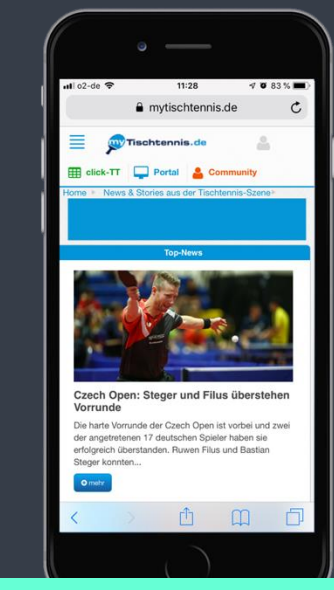 o2-de 11:28 83 %
mytischtennis.de
myTischtennis.de
click-TT Portal Community
Home » News & Stories aus der Tischtennis-Szene»
Top-News
Czech Open: Steger und Filus überstehen
Vorrunde
Die harte Vorrunde der Czech Open ist vorbei und zwei
der angetretenen 17 deutschen Spieler haben sie
erfolgreich überstanden. Ruwen Filus und Bastian
Steger konnten...
mehr